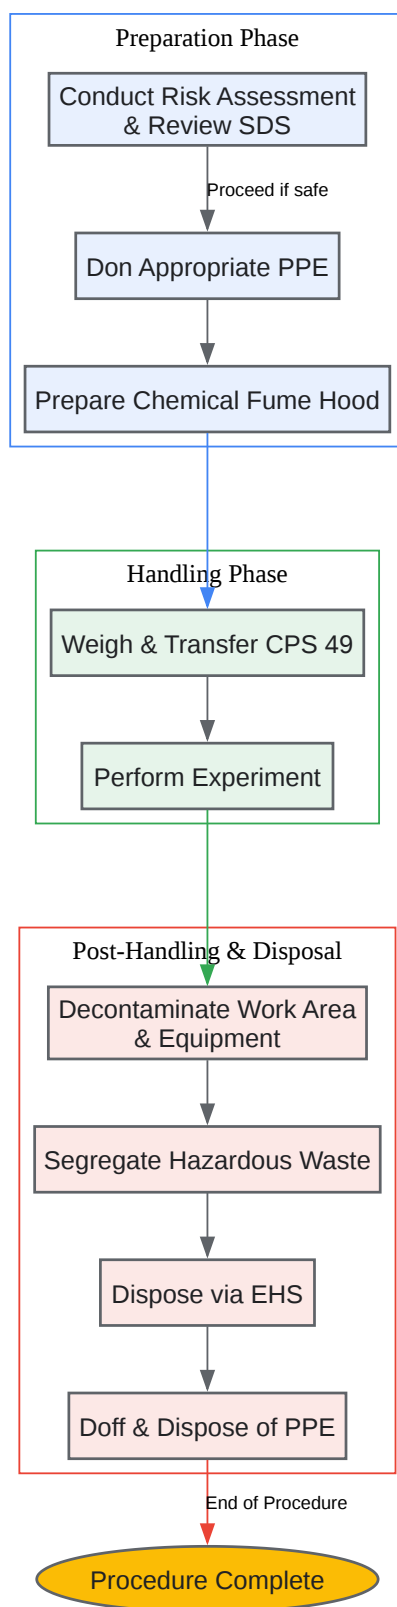 Preparation Phase
Conduct Risk Assessment
& Review SDS
Proceed if safe
Don Appropriate PPE
Prepare Chemical Fume Hood
Handling Phase
Weigh & Transfer CPS 49
Perform Experiment
Post-Handling & Disposal
Decontaminate Work Area
& Equipment
Segregate Hazardous Waste
Dispose via EHS
Doff & Dispose of PPE
End of Procedure
Procedure Complete